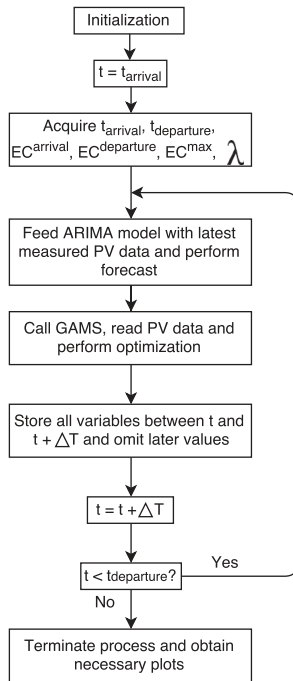 Initialization
t = tarrival
Acquire tarrival, tdeparture,
ECarrival, ECdeparture, ECmax, λ
Feed ARIMA model with latest
measured PV data and perform
forecast
Call GAMS, read PV data and
perform optimization
Store all variables between t and
t + △T and omit later values
t = t +△T
t < tdeparture?
Yes
No
Terminate process and obtain
necessary plots